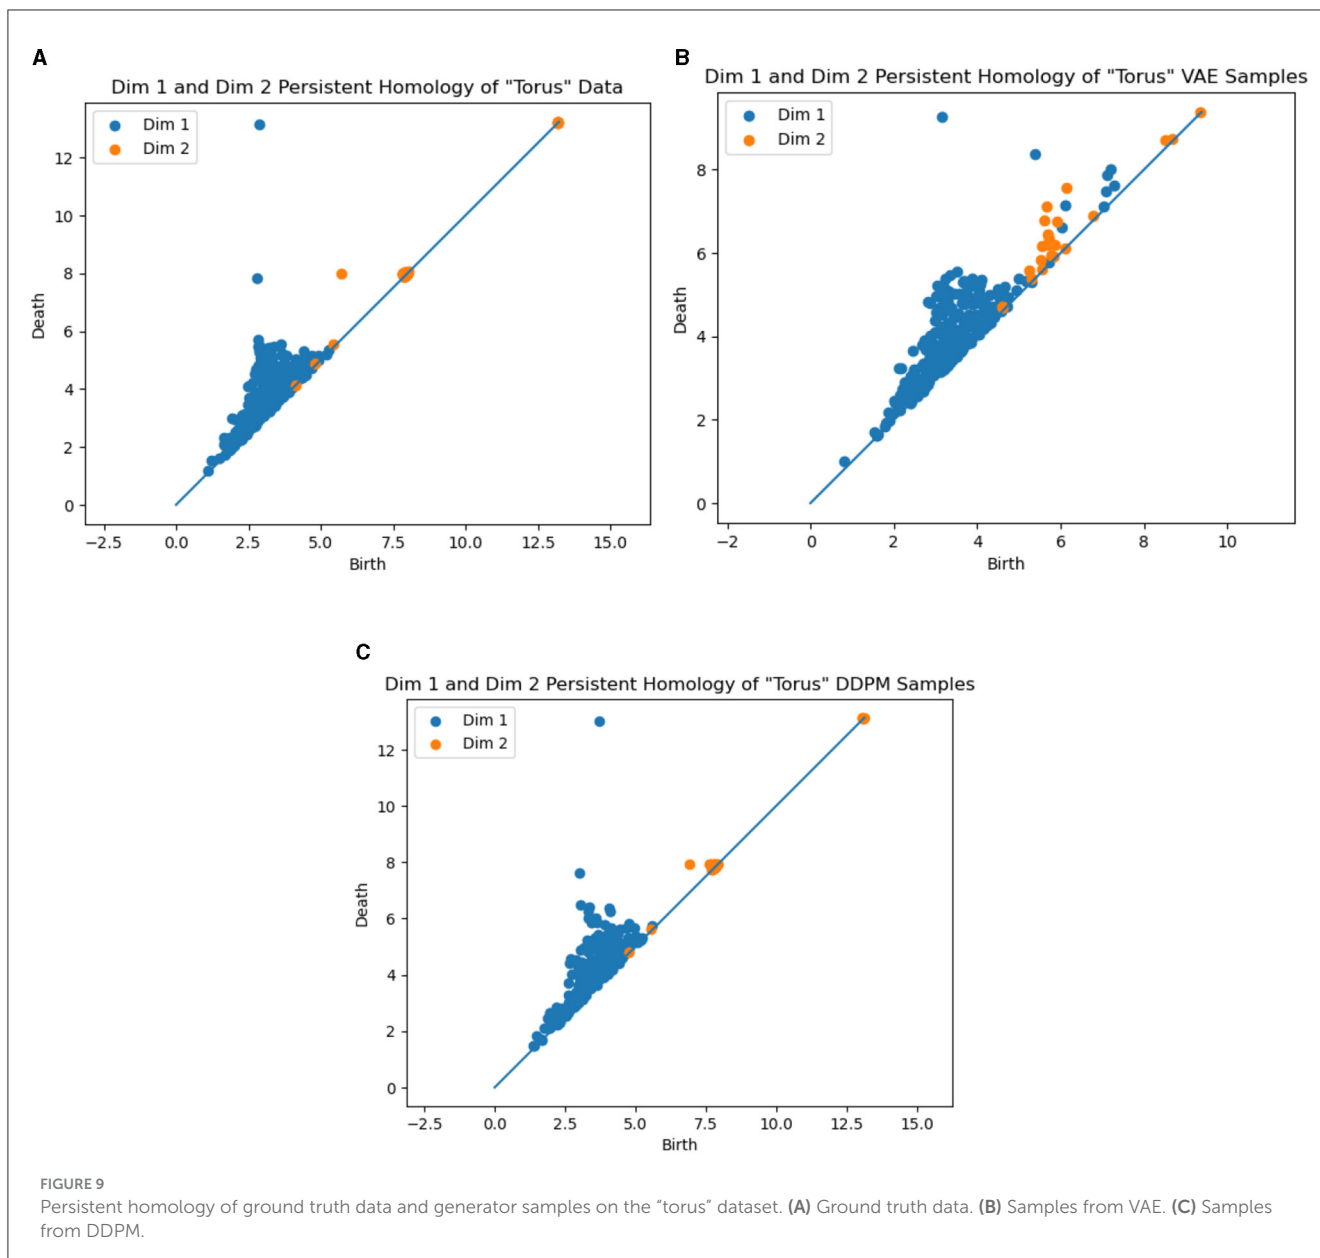 A
Dim 1 and Dim 2 Persistent Homology of "Torus" Data
Dim 1
Dim 2
Death
12
10
8
6
4
2
0
−2.5 0.0 2.5 5.0 7.5 10.0 12.5 15.0
Birth
B
Dim 1 and Dim 2 Persistent Homology of "Torus" VAE Samples
Dim 1
Dim 2
Death
8
6
4
2
0
−2 0 2 4 6 8 10
Birth
C
Dim 1 and Dim 2 Persistent Homology of "Torus" DDPM Samples
Dim 1
Dim 2
Death
12
10
8
6
4
2
0
−2.5 0.0 2.5 5.0 7.5 10.0 12.5 15.0
Birth
FIGURE 9
Persistent homology of ground truth data and generator samples on the “torus” dataset. (A) Ground truth data. (B) Samples from VAE. (C) Samples
from DDPM.